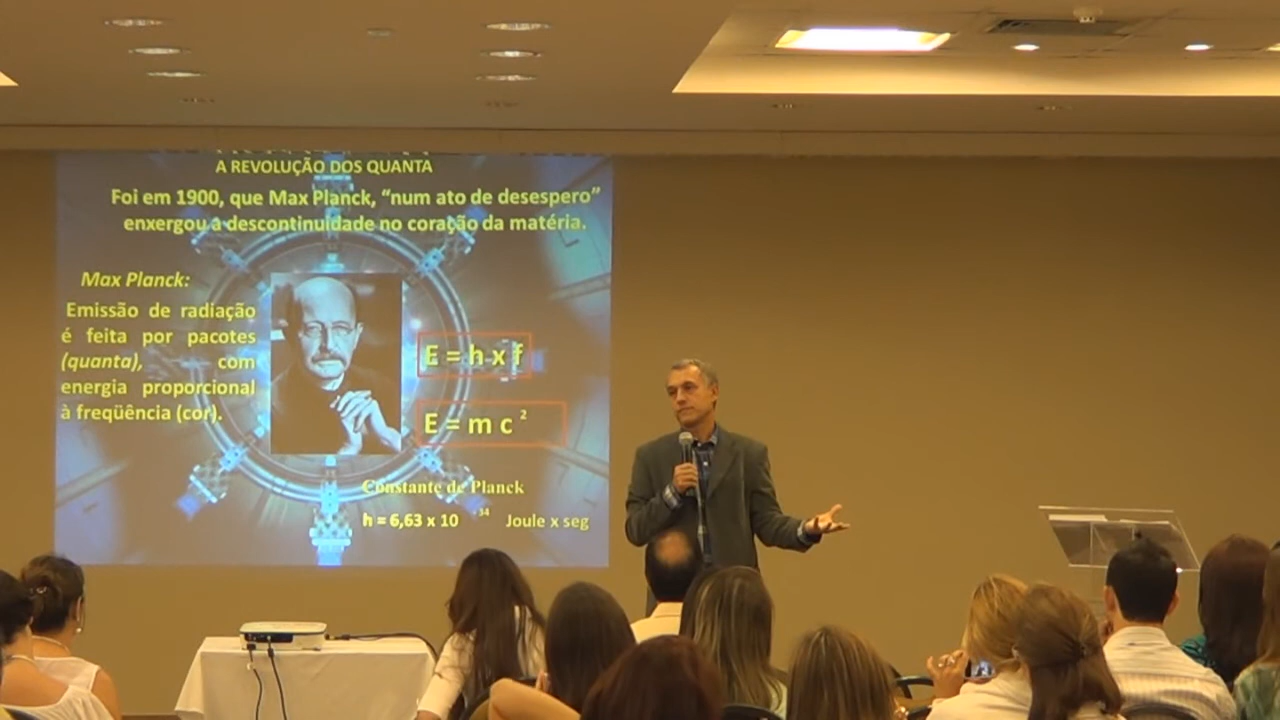 A REVOLUÇÃO DOS QUANTA
Foi em 1900, que Max Planck, “num ato de desespero”
enxergou a descontinuidade no coração da matéria.
Max Planck:
Emissão de radiação
é feita por pacotes
(quanta), com
energia proporcional
à freqüência (cor).
E = h x f
E = m c ²
Constante de Planck
h = 6,63 x 10 ⁻³⁴ Joule x seg